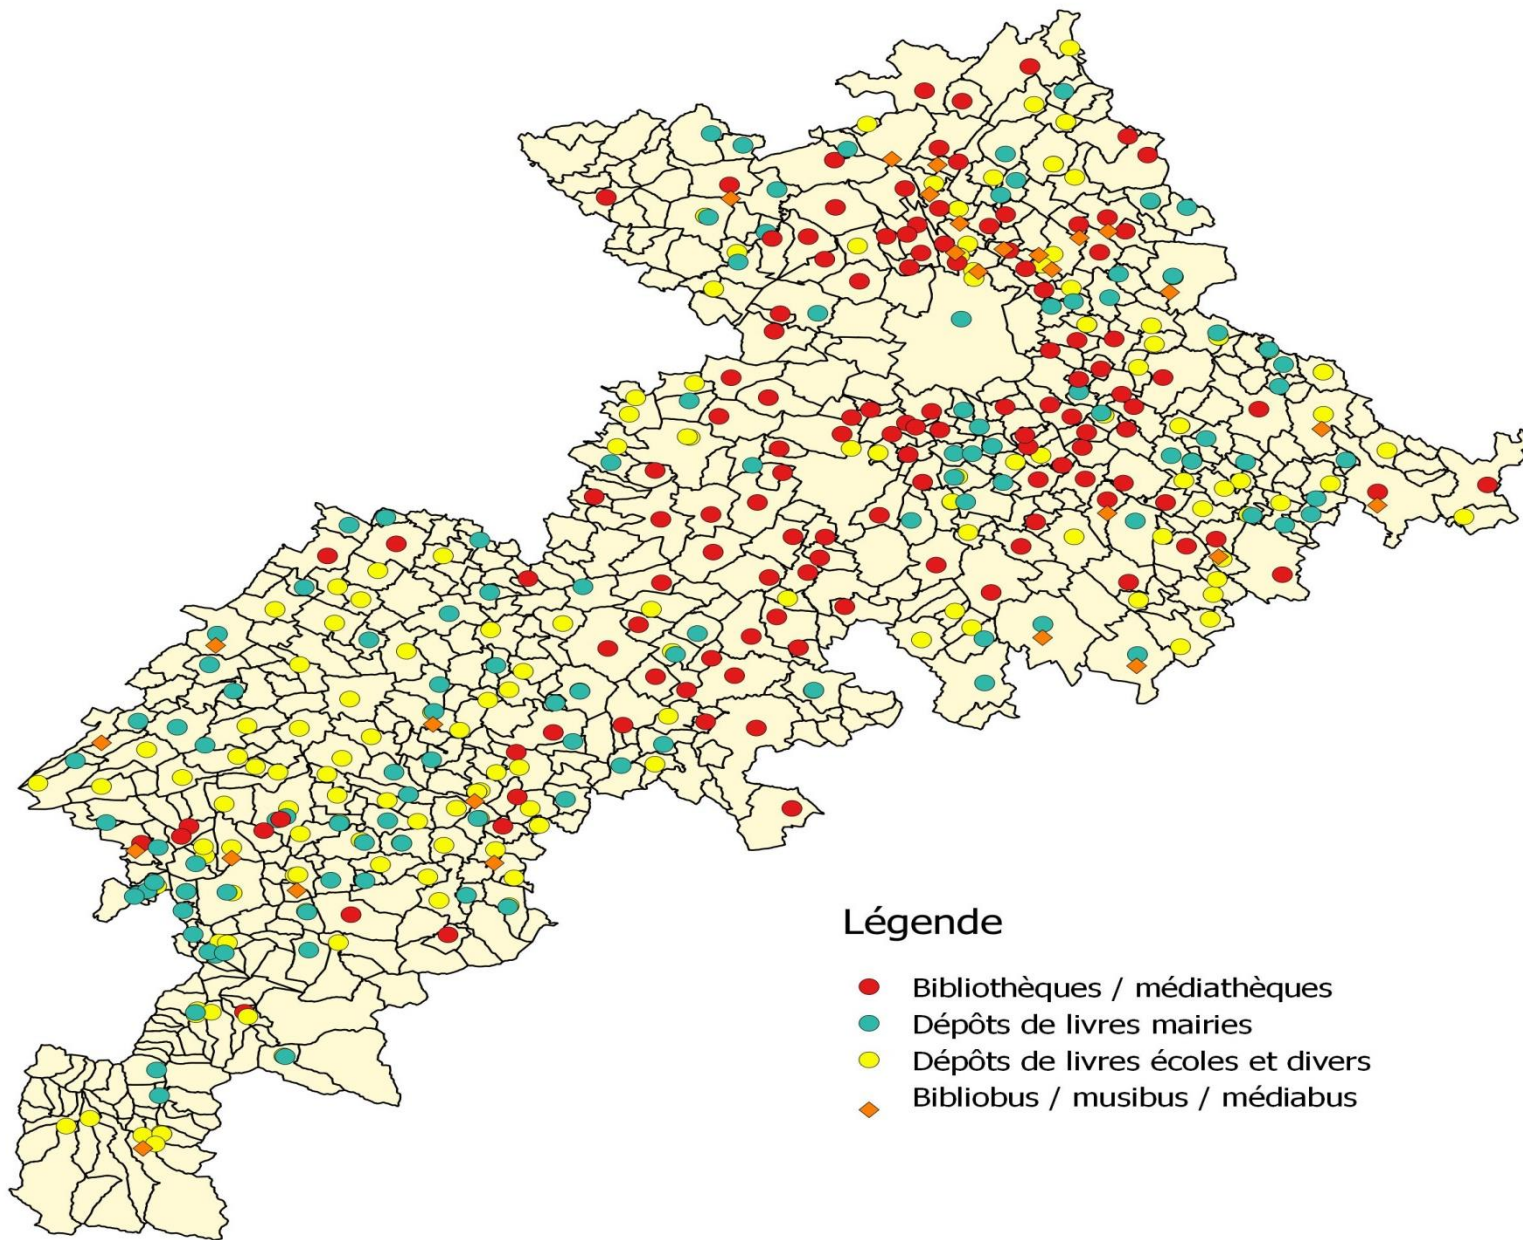 Légende
Bibliothèques / médiathèques
Dépôts de livres mairies
Dépôts de livres écoles et divers
Bibliobus / musibus / médiabus